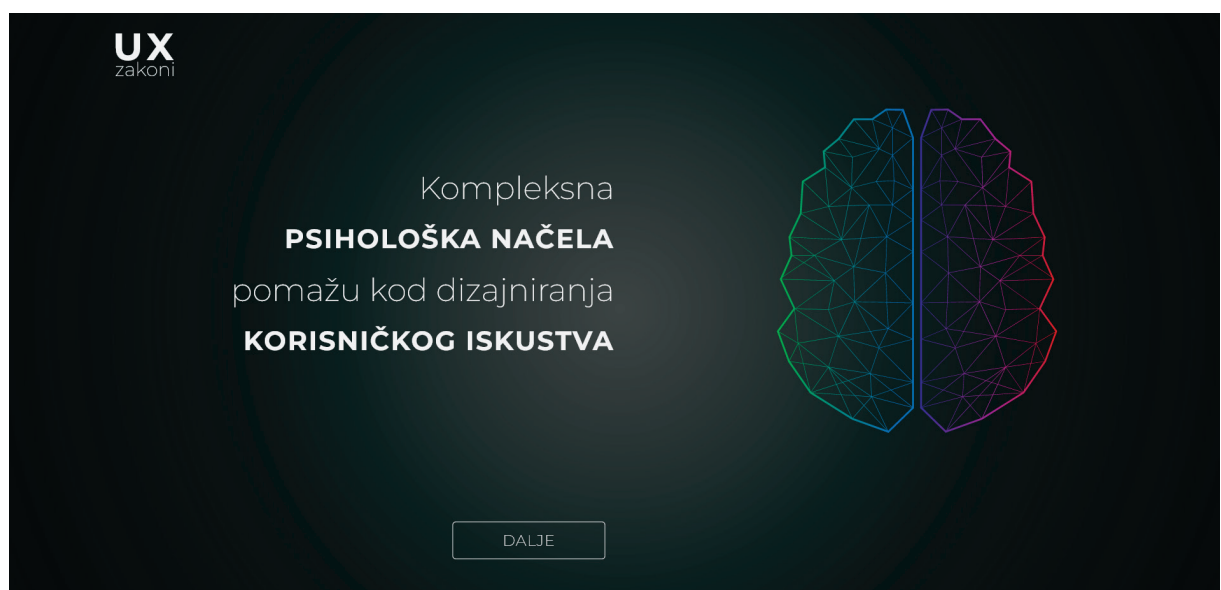 UX
zakoni
Kompleksna
PSIHOLOŠKA NAČELA
pomažu kod dizajniranja
KORISNIČKOG ISKUSTVA
DALJE